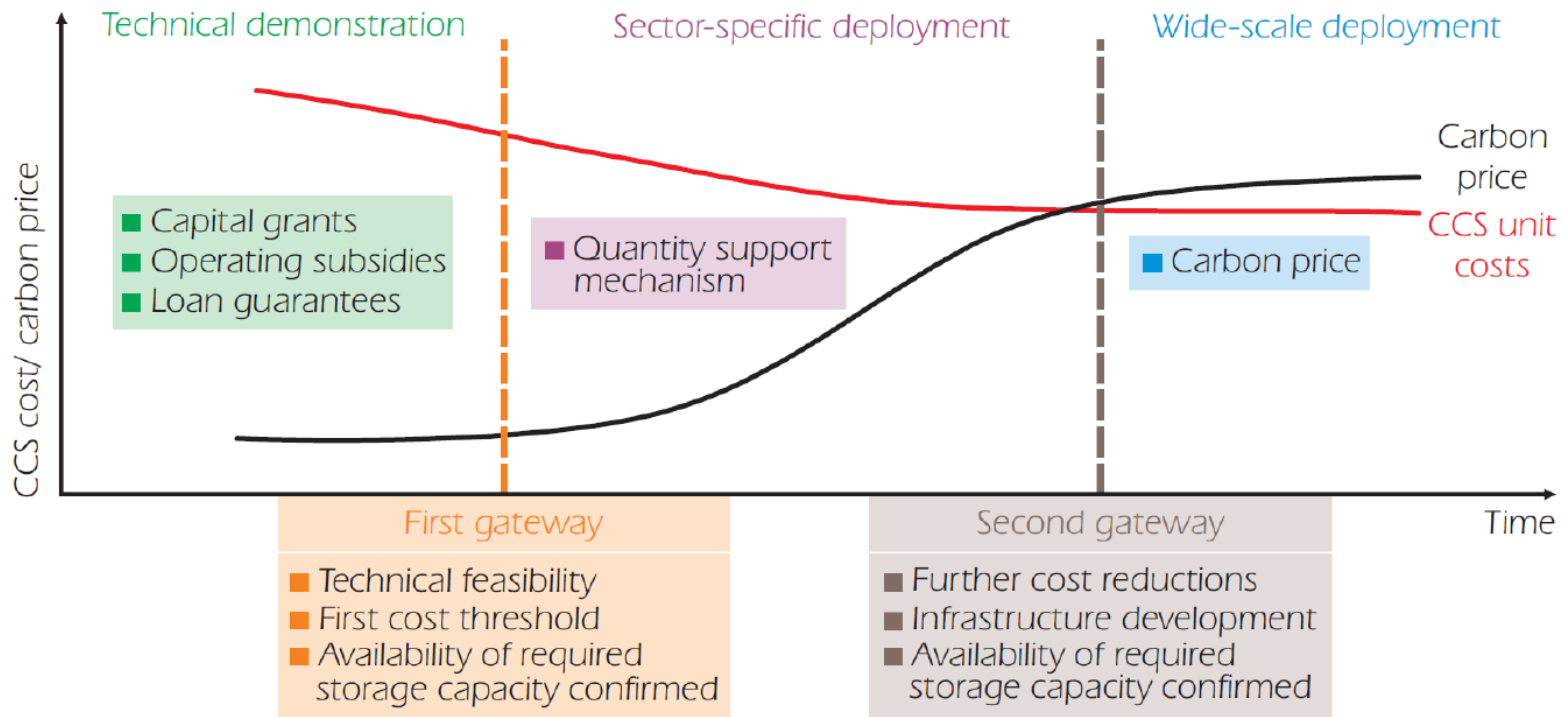 Technical demonstration
Sector-specific deployment
Wide-scale deployment
CCS cost/ carbon price
Capital grants
Operating subsidies
Loan guarantees
Quantity support
mechanism
Carbon price
Carbon
price
CCS unit
costs
Time
First gateway
Technical feasibility
First cost threshold
Availability of required
storage capacity confirmed
Second gateway
Further cost reductions
Infrastructure development
Availability of required
storage capacity confirmed